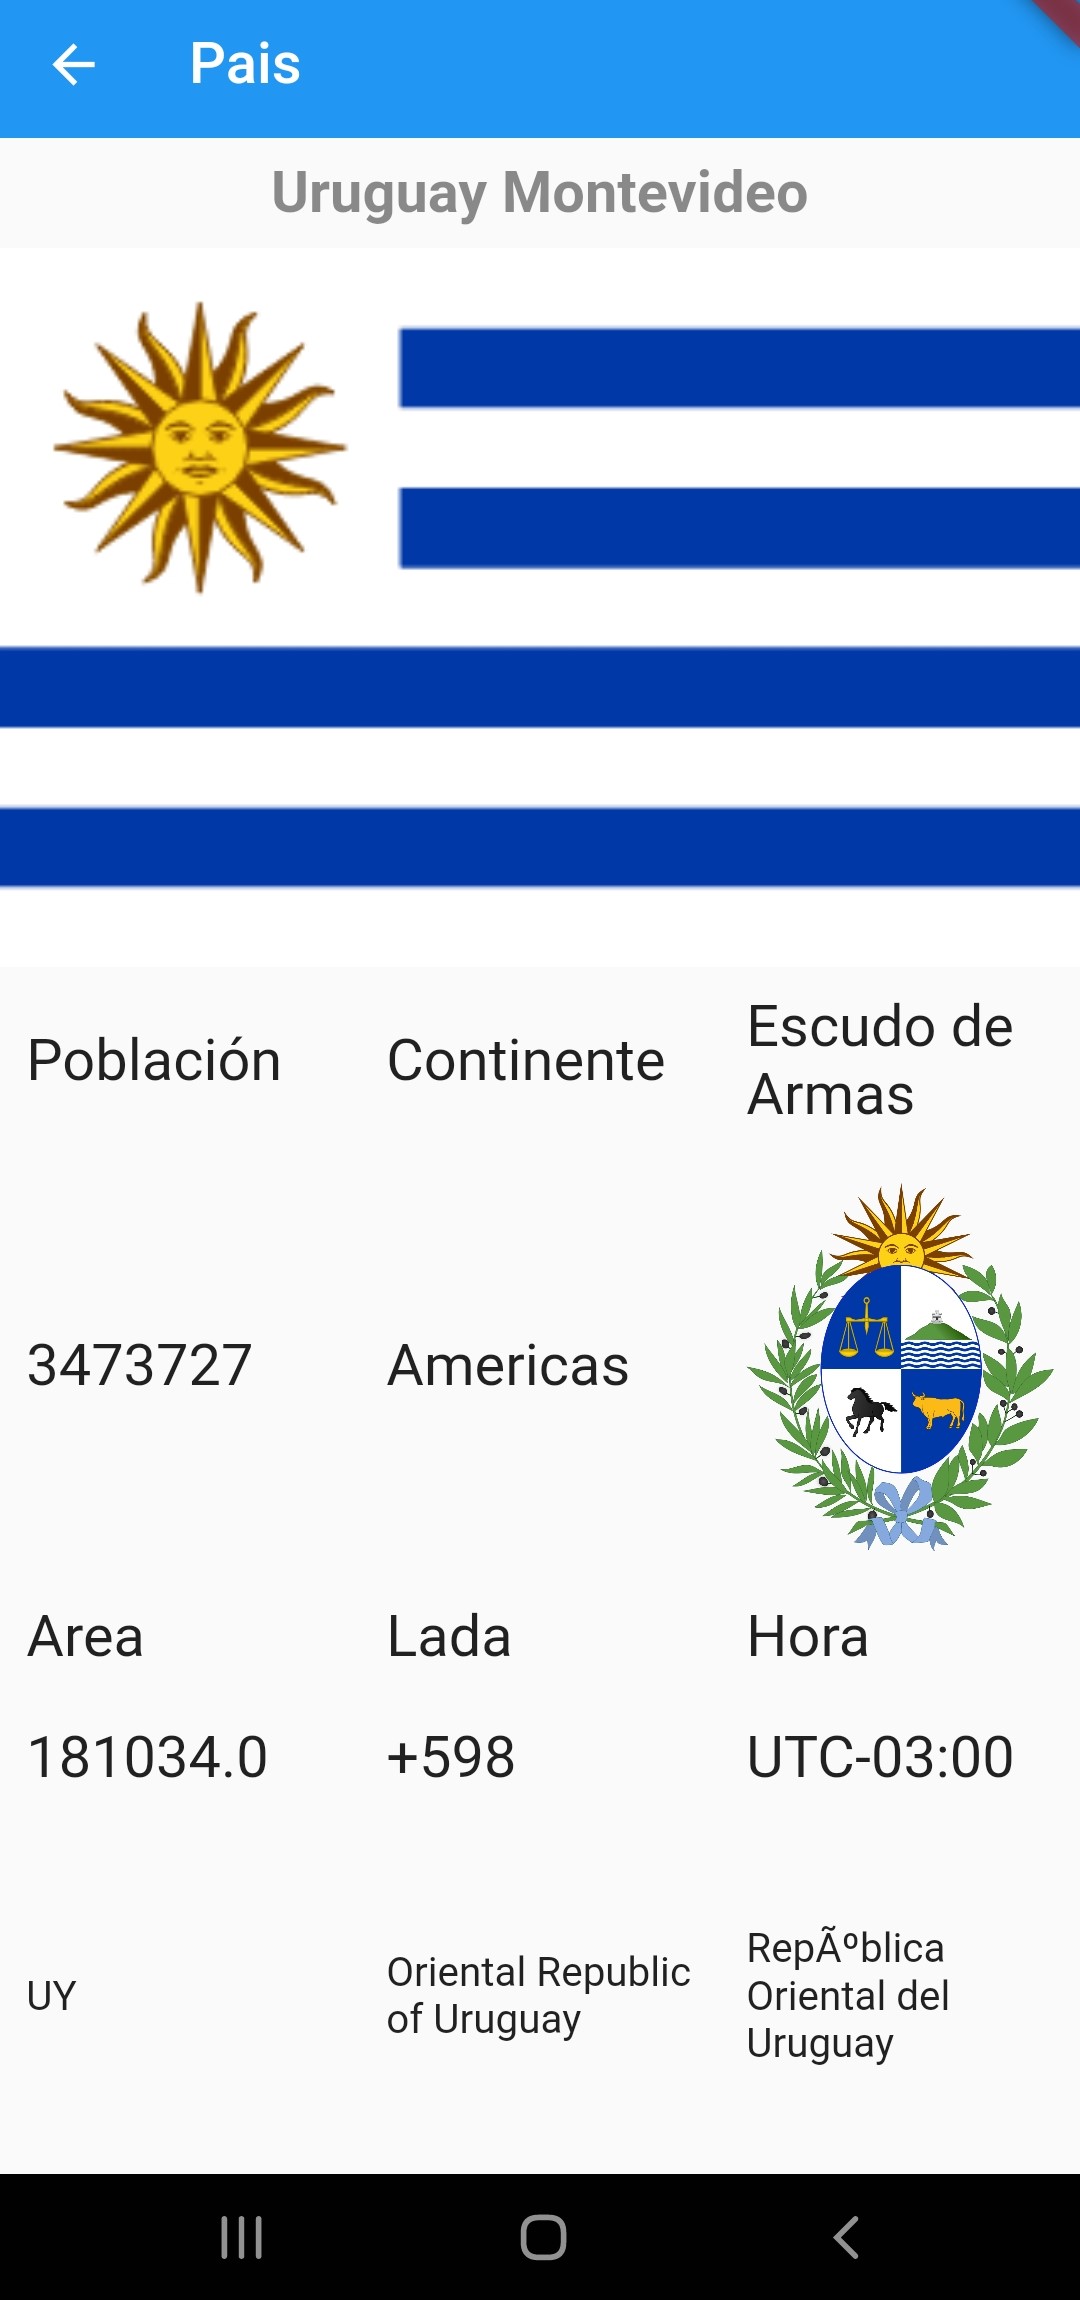 Pais
Uruguay Montevideo
Población
Continente
Escudo de
Armas
3473727
Americas
Area
Lada
Hora
181034.0
+598
UTC-03:00
UY
Oriental Republic
of Uruguay
RepÃºblica
Oriental del
Uruguay